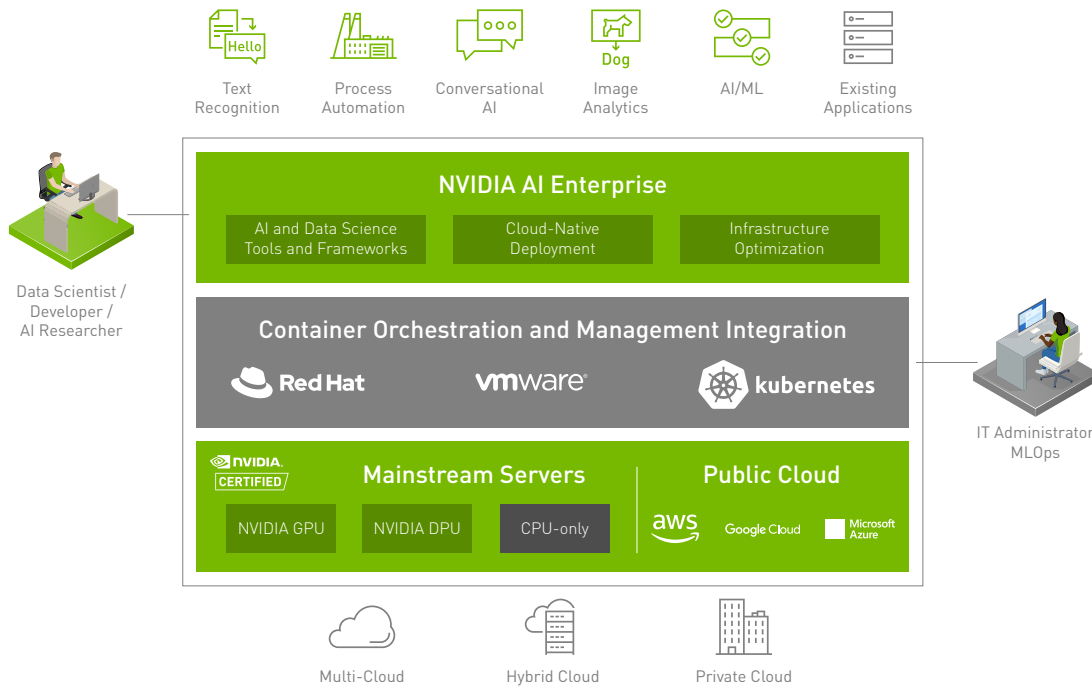 Hello
Dog
Text
Recognition
Process
Automation
Conversational
AI
Image
Analytics
AI/ML
Existing
Applications
NVIDIA AI Enterprise
AI and Data Science
Tools and Frameworks
Cloud-Native
Deployment
Infrastructure
Optimization
Data Scientist /
Developer /
AI Researcher
Container Orchestration and Management Integration
Red Hat
vmware®
kubernetes
IT Administrator
MLOps
NVIDIA.
CERTIFIED
Mainstream Servers
NVIDIA GPU
NVIDIA DPU
CPU-only
Public Cloud
aws
Google Cloud
Microsoft
Azure
Multi-Cloud
Hybrid Cloud
Private Cloud